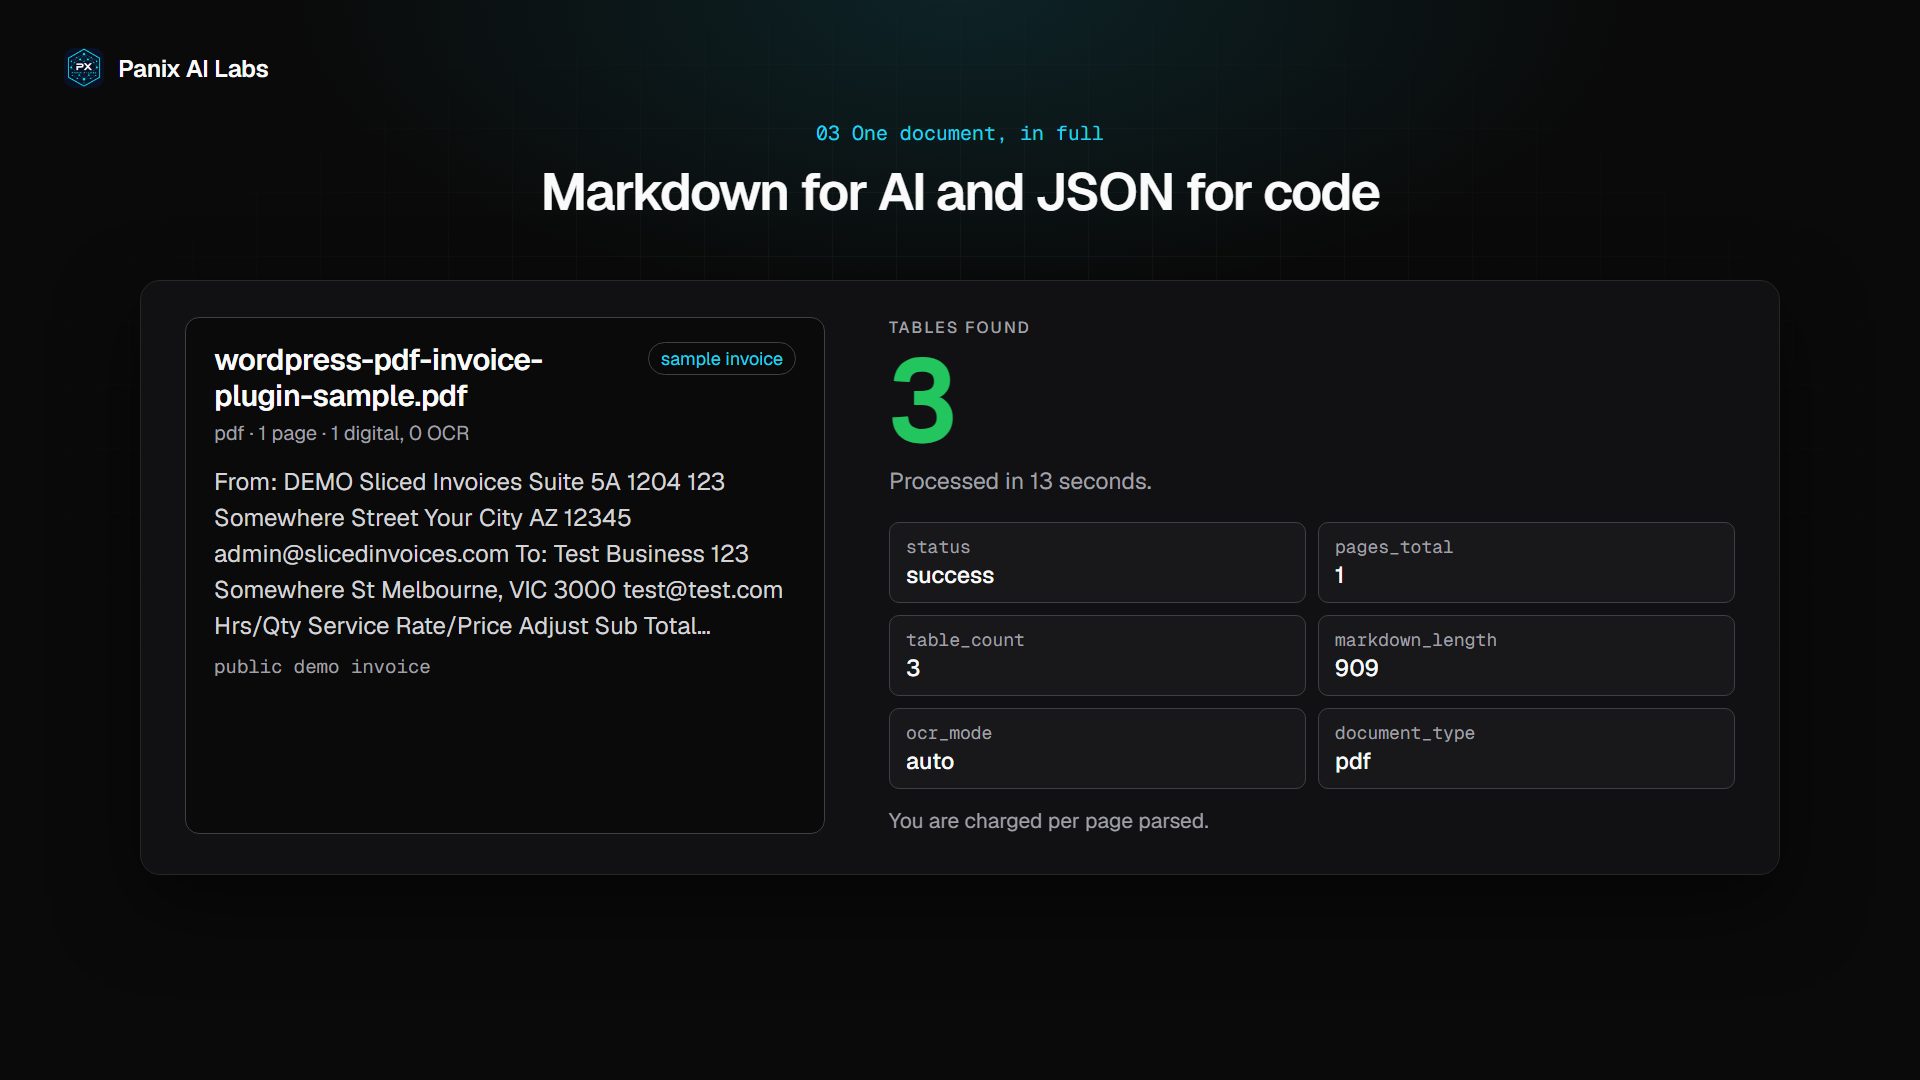 PX
Panix AI Labs
03 One document, in full
Markdown for AI and JSON for code
wordpress-pdf-invoice-
plugin-sample.pdf
sample invoice
pdf · 1 page · 1 digital, 0 OCR
From: DEMO Sliced Invoices Suite 5A 1204 123
Somewhere Street Your City AZ 12345
admin@slicedinvoices.com To: Test Business 123
Somewhere St Melbourne, VIC 3000 test@test.com
Hrs/Qty Service Rate/Price Adjust Sub Total…
public demo invoice
TABLES FOUND
3
Processed in 13 seconds.
status
success
pages_total
1
table_count
3
markdown_length
909
ocr_mode
auto
document_type
pdf
You are charged per page parsed.